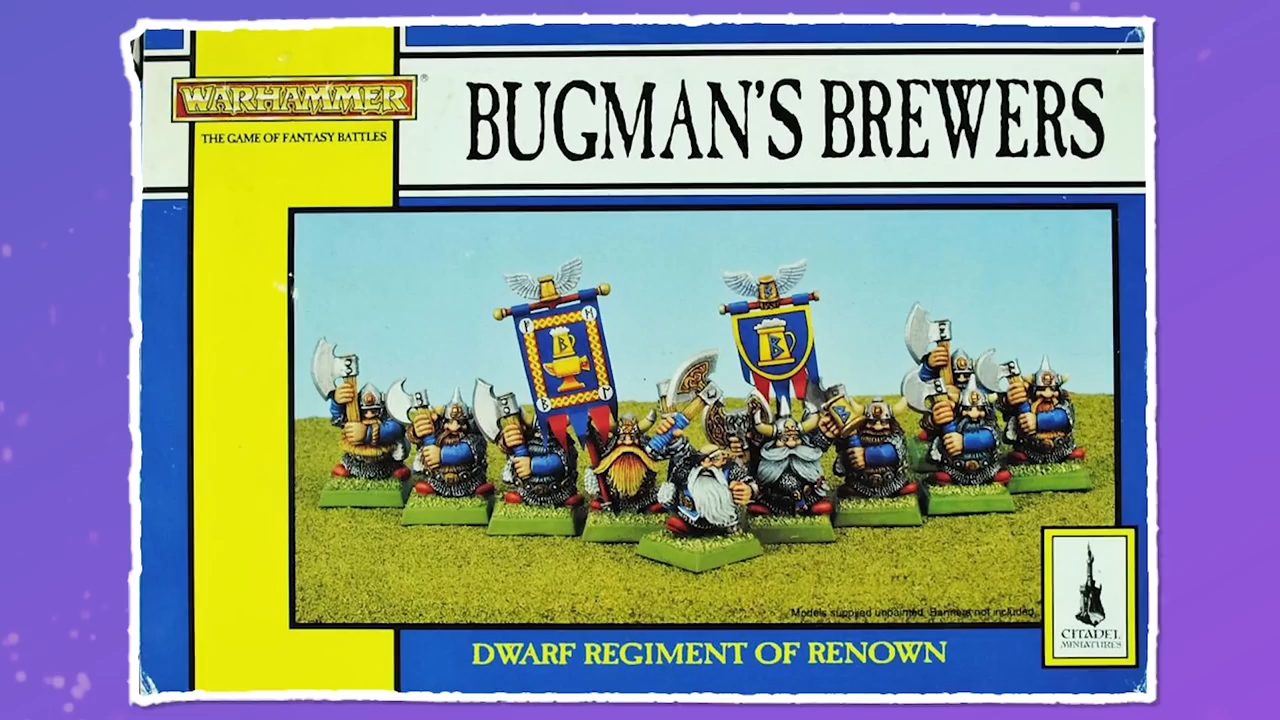 WARHAMMER®
THE GAME OF FANTASY BATTLES
BUGMAN'S BREWERS
Models supplied unpainted. Banners not included.
DWARF REGIMENT OF RENOWN
CITADEL
MINIATURES